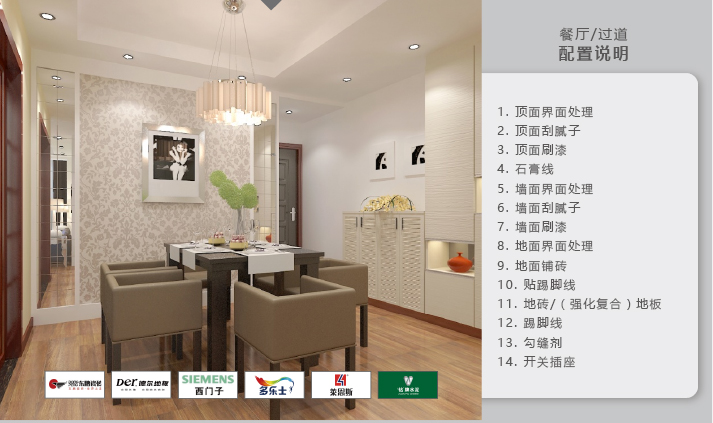 餐厅/过道
配置说明
1. 顶面界面处理
2. 顶面刮腻子
3. 顶面刷漆
4. 石膏线
5. 墙面界面处理
6. 墙面刮腻子
7. 墙面刷漆
8. 地面界面处理
9. 地面铺砖
10. 贴踢脚线
11. 地砖/（强化复合）地板
12. 踢脚线
13. 勾缝剂
14. 开关插座
Der 德尔地板
SIEMENS
西门子
多乐士
莱恩斯